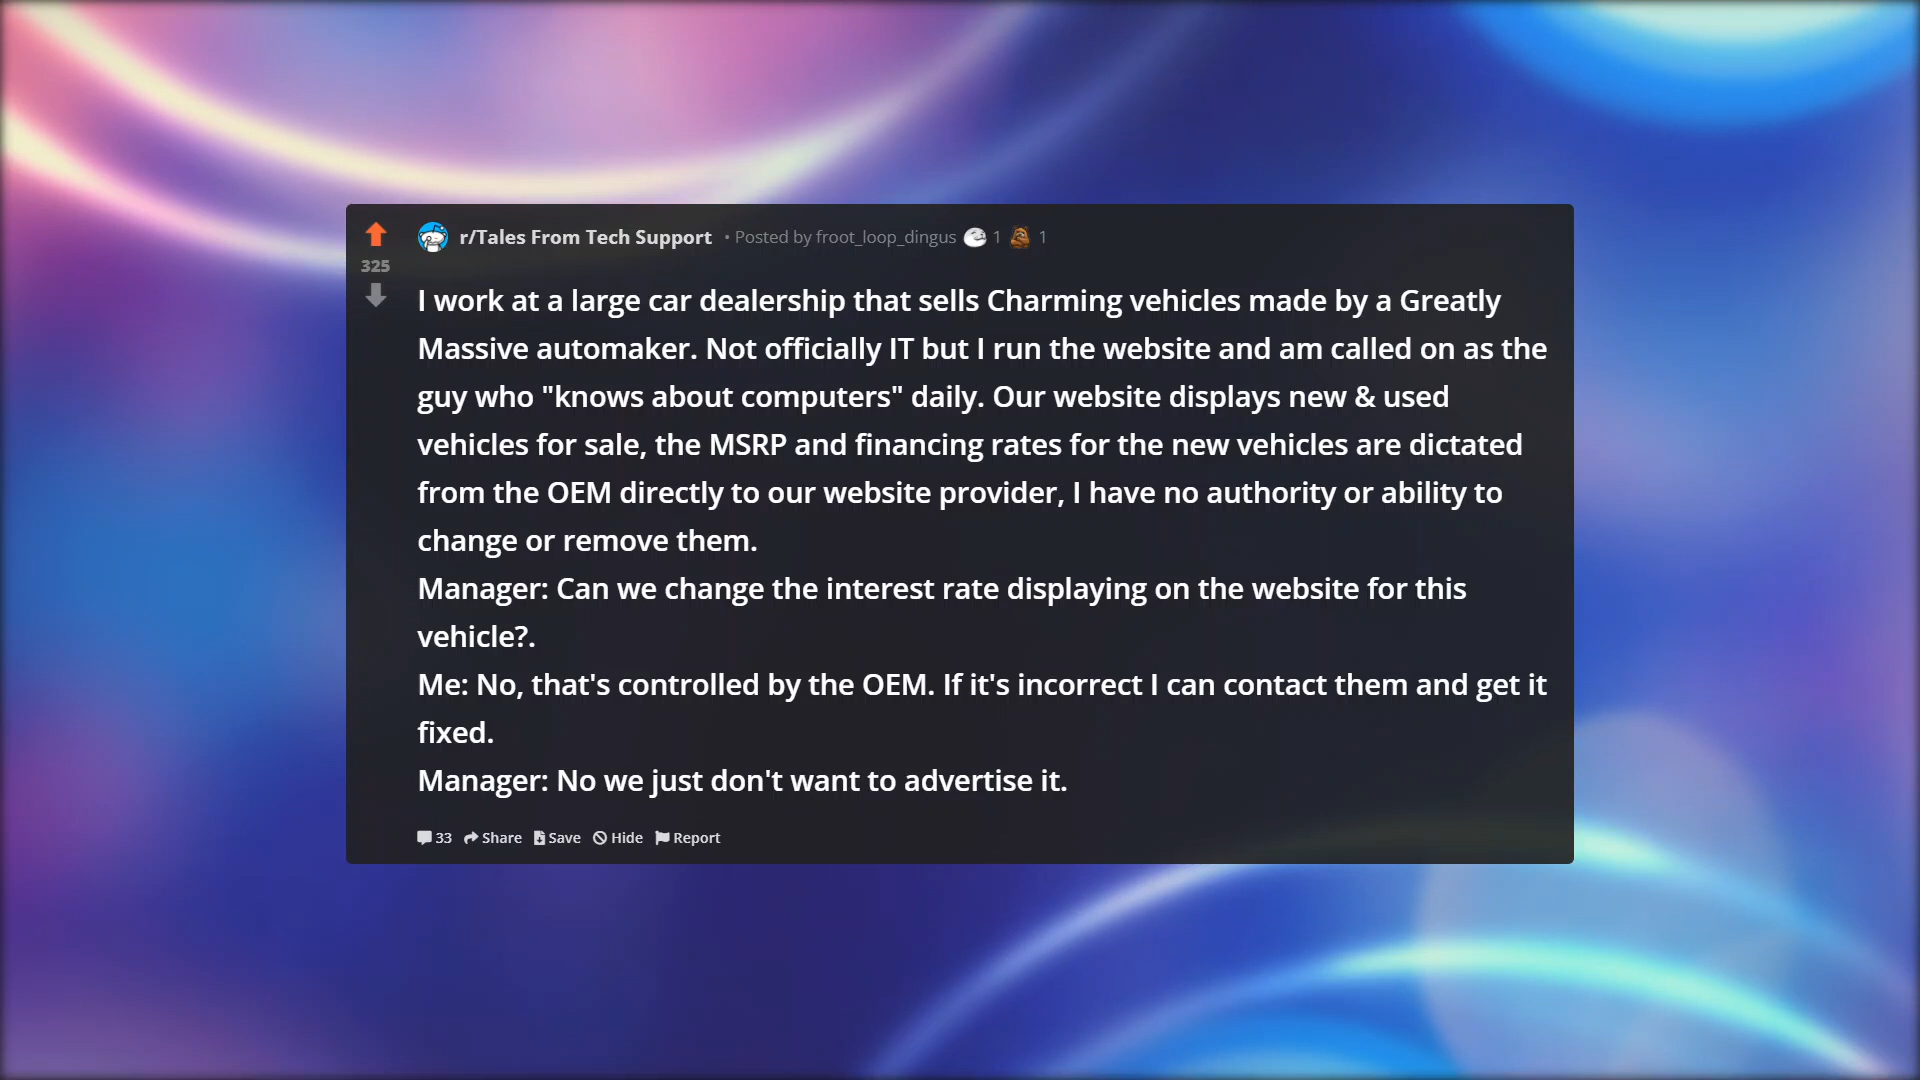 r/Tales From Tech Support • Posted by froot_loop_dingus 1 1
325
I work at a large car dealership that sells Charming vehicles made by a Greatly
Massive automaker. Not officially IT but I run the website and am called on as the
guy who "knows about computers" daily. Our website displays new & used
vehicles for sale, the MSRP and financing rates for the new vehicles are dictated
from the OEM directly to our website provider, I have no authority or ability to
change or remove them.
Manager: Can we change the interest rate displaying on the website for this
vehicle?.
Me: No, that's controlled by the OEM. If it's incorrect I can contact them and get it
fixed.
Manager: No we just don't want to advertise it.
33 Share Save Hide Report